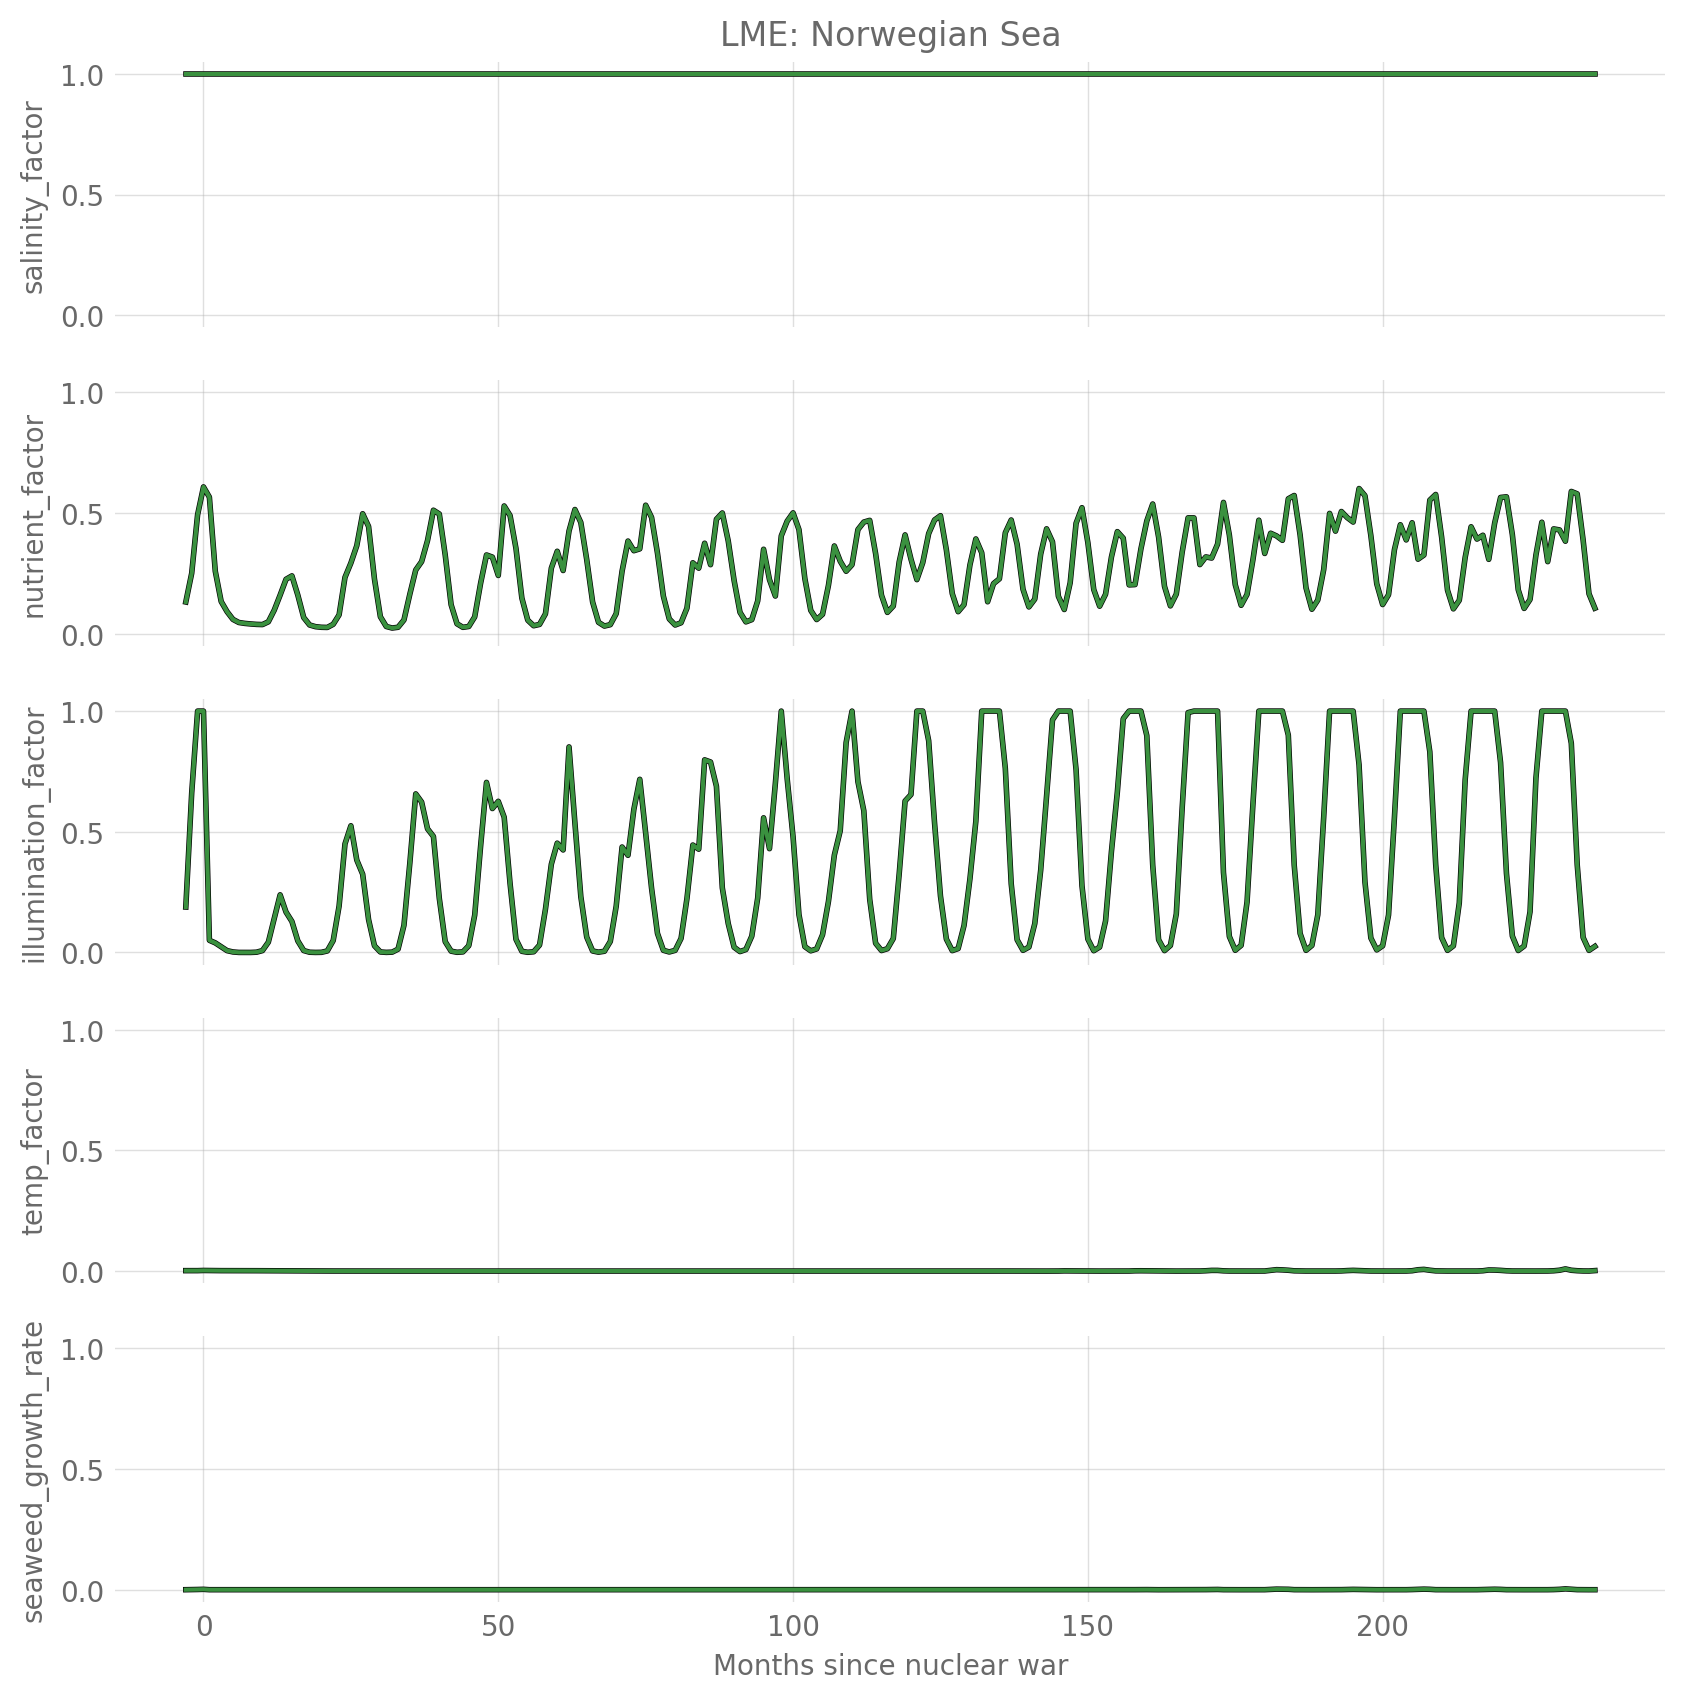 LME: Norwegian Sea
1.0
0.5
0.0
salinity_factor
1.0
0.5
0.0
nutrient_factor
1.0
0.5
0.0
illumination_factor
1.0
0.5
0.0
temp_factor
1.0
0.5
0.0
seaweed_growth_rate
0 50 100 150 200
Months since nuclear war